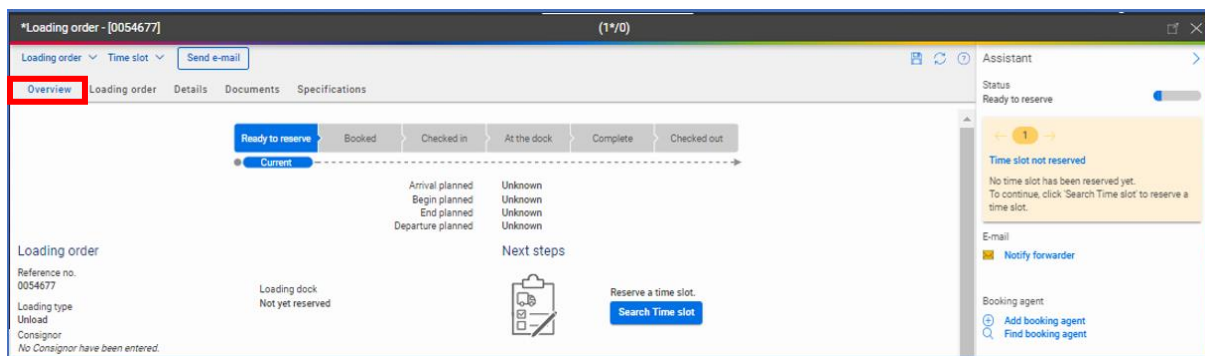 *Loading order - [0054677]
(1*/0)
Loading order
Time slot
Send e-mail
Overview
Loading order
Details
Documents
Specifications
Ready to reserve
Booked
Checked in
At the dock
Complete
Checked out
Current
Arrival planned Unknown
Begin planned Unknown
End planned Unknown
Departure planned Unknown
Loading order
Reference no.
0054677
Loading type
Unload
Consignor
No Consignor have been entered.
Loading dock
Not yet reserved
Next steps
Reserve a time slot.
Search Time slot
Assistant
Status
Ready to reserve
1
Time slot not reserved
No time slot has been reserved yet.
To continue, click 'Search Time slot' to reserve a
time slot.
E-mail
Notify forwarder
Booking agent
Add booking agent
Find booking agent